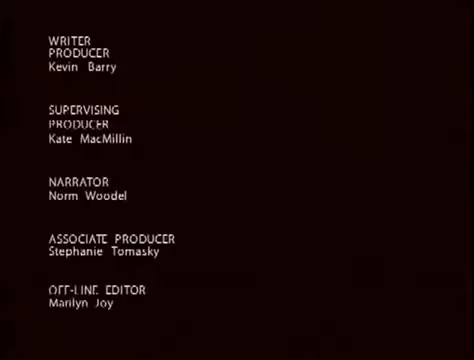 WRITER
PRODUCER
Kevin Barry
SUPERVISING
PRODUCER
Kate MacMillin
NARRATOR
Norm Woodel
ASSOCIATE PRODUCER
Stephanie Tomasky
OFF-LINE EDITOR
Marilyn Joy